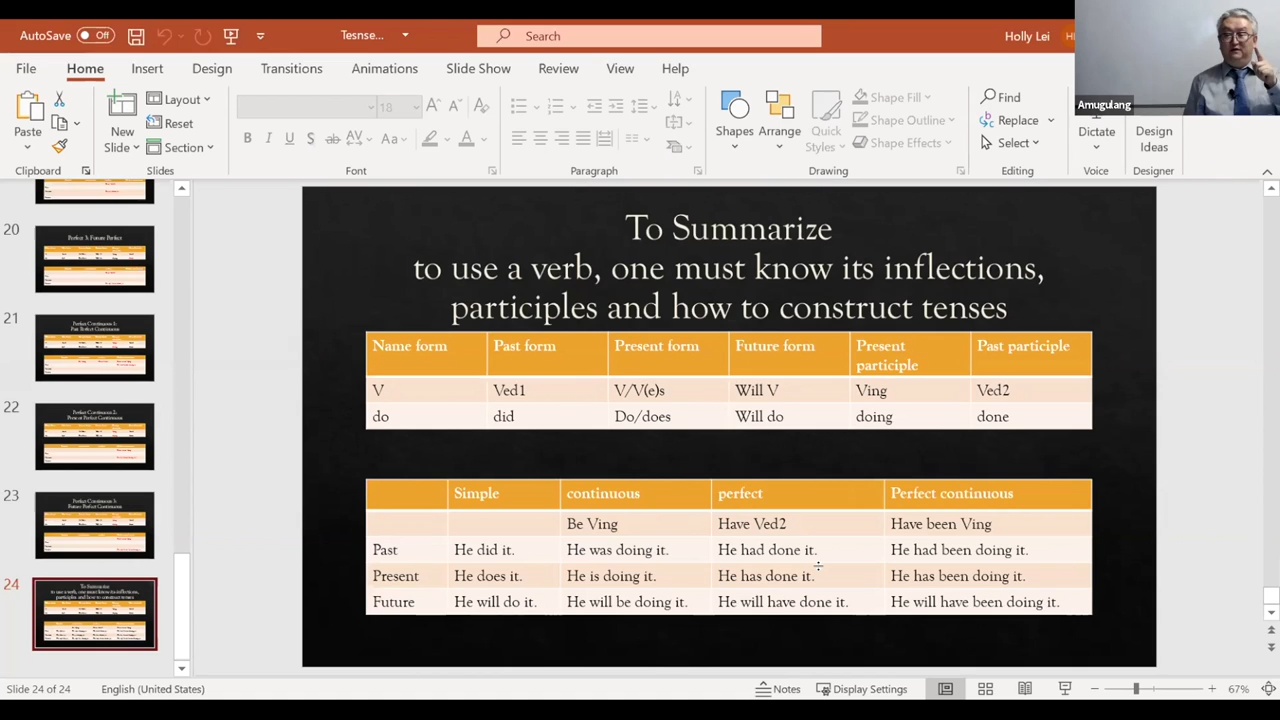 AutoSave Off Tesnse... Search Holly Lei
Amugulang
File Home Insert Design Transitions Animations Slide Show Review View Help
Paste
Clipboard
New
Slide
Layout
Reset
Section
Slides
18
Font
Paragraph
Shapes
Arrange
Quick
Styles
Shape Fill
Shape Outline
Shape Effects
Drawing
Find
Replace
Select
Editing
Dictate
Voice
Design
Ideas
Designer
20
21
22
23
24
To Summarize
to use a verb, one must know its inflections,
participles and how to construct tenses
Name form Past form Present form Future form Present participle Past participle
V Ved1 V/V(e)s Will V Ving Ved2
do did Do/does Will do doing done
Simple continuous perfect Perfect continuous
Be Ving Have Ved2 Have been Ving
Past He did it. He was doing it. He had done it. He had been doing it.
Present He does it. He is doing it. He has done it. He has been doing it.
Future He will do it. He will be doing it. He will have done it. He will have been doing it.
Slide 24 of 24 English (United States) Notes Display Settings 67%